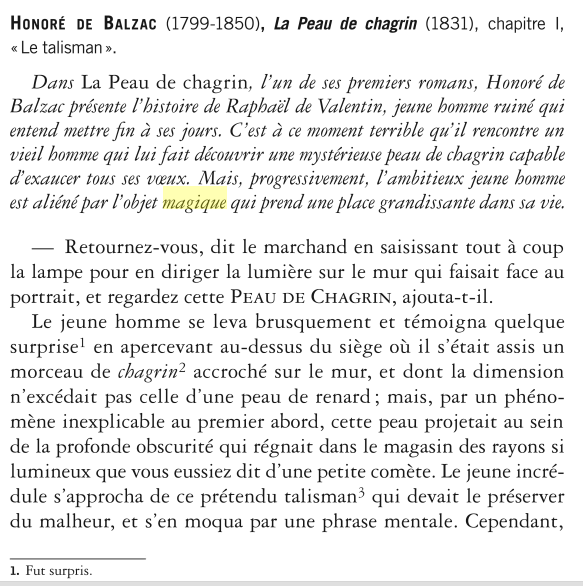 HONORÉ DE BALZAC (1799-1850), La Peau de chagrin (1831), chapitre I,
« Le talisman ».
Dans La Peau de chagrin, l'un de ses premiers romans, Honoré de
Balzac présente l'histoire de Raphaël de Valentin, jeune homme ruiné qui
entend mettre fin à ses jours. C'est à ce moment terrible qu'il rencontre un
vieil homme qui lui fait découvrir une mystérieuse peau de chagrin capable
d'exaucer tous ses vœux. Mais, progressivement, l'ambitieux jeune homme
est aliéné par l'objet magique qui prend une place grandissante dans sa vie.
— Retournez-vous, dit le marchand en saisissant tout à coup
la lampe pour en diriger la lumière sur le mur qui faisait face au
portrait, et regardez cette PEAU DE CHAGRIN, ajouta-t-il.
Le jeune homme se leva brusquement et témoigna quelque
surprise1 en apercevant au-dessus du siège où il s'était assis un
morceau de chagrin2 accroché sur le mur, et dont la dimension
n'excédait pas celle d'une peau de renard ; mais, par un phéno-
mène inexplicable au premier abord, cette peau projetait au sein
de la profonde obscurité qui régnait dans le magasin des rayons si
lumineux que vous eussiez dit d'une petite comète. Le jeune incré-
dule s'approcha de ce prétendu talisman3 qui devait le préserver
du malheur, et s'en moqua par une phrase mentale. Cependant,
1. Fut surpris.